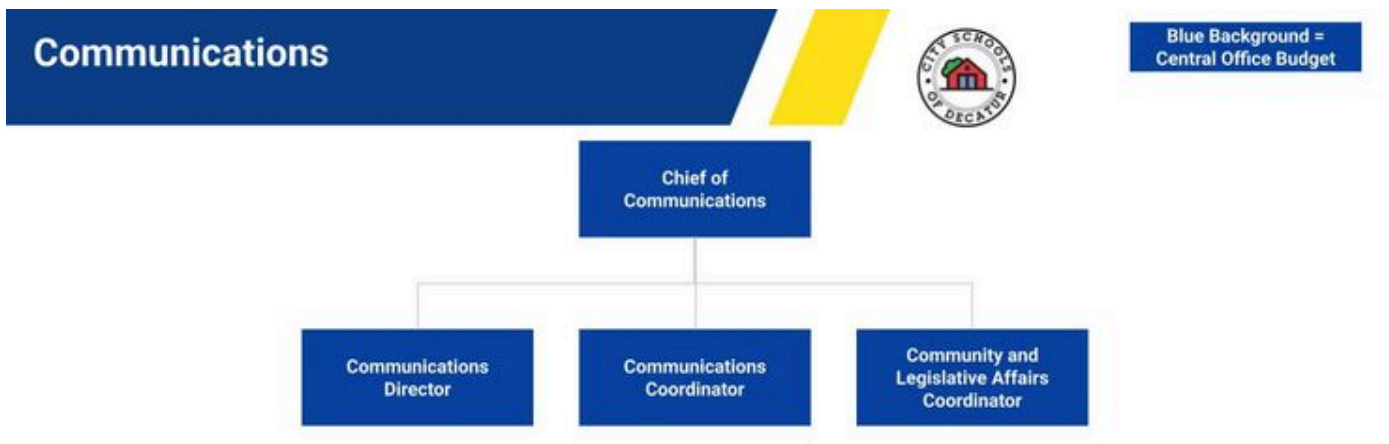 Communications
CITY SCHOOLS
OF DECATUR
Blue Background =
Central Office Budget
Chief of
Communications
Communications
Director
Communications
Coordinator
Community and
Legislative Affairs
Coordinator